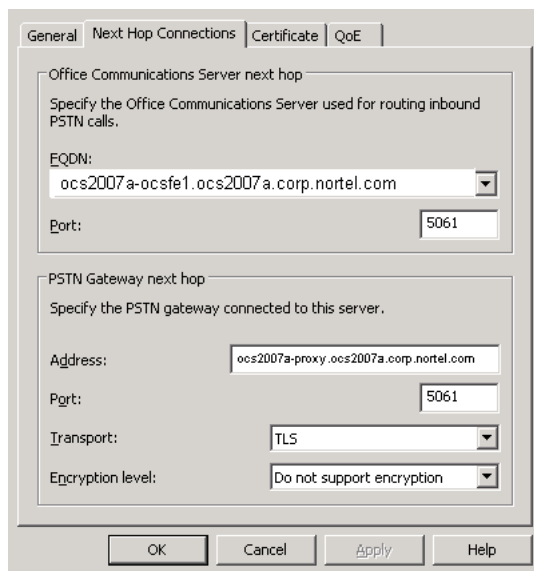 General Next Hop Connections Certificate QoE
Office Communications Server next hop
Specify the Office Communications Server used for routing inbound
PSTN calls.
FQDN:
ocs2007a-ocsfe1.ocs2007a.corp.nortel.com
Port: 5061
PSTN Gateway next hop
Specify the PSTN gateway connected to this server.
Address: ocs2007a-proxy.ocs2007a.corp.nortel.com
Port: 5061
Transport: TLS
Encryption level: Do not support encryption
OK Cancel Apply Help